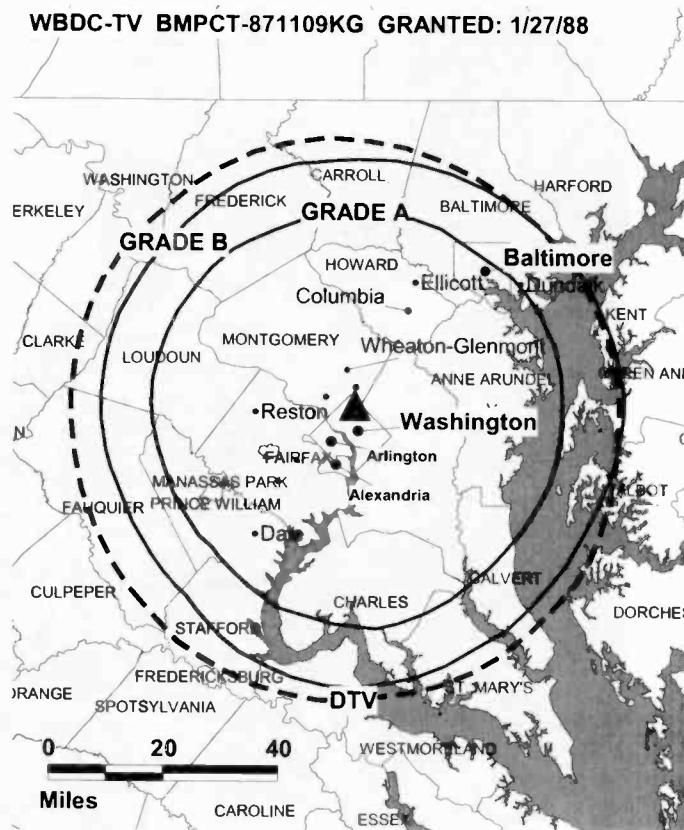 WBDC-TV BMPCT-871109KG GRANTED: 1/27/88
WASHINGTON
CARROLL
FREDERICK
HARFORD
ERKELEY
GRADE A
BALTIMORE
GRADE B
Baltimore
HOWARD
Ellicott
Dundalk
Columbia
KENT
CLARKE
MONTGOMERY
Wheaton-Glenmont
LOUDOUN
ANNE ARUNDEL
Reston
Washington
FAIRFAX
Arlington
MANASSAS PARK
Alexandria
FAUQUIER
PRINCE WILLIAM
Dale
CALVERT
CULPEPER
CHARLES
DORCHES
STAFFORD
FREDERICKSBURG
ORANGE
DTV
ST. MARY'S
SPOTSYLVANIA
0 20 40
WESTMORELAND
Miles
CAROLINE
ESSEX